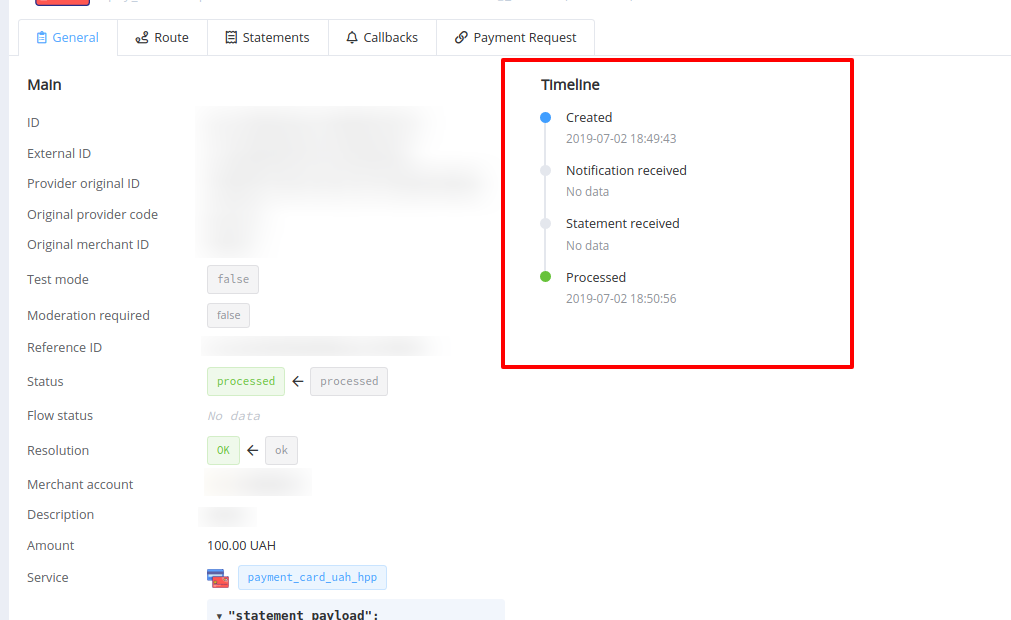 General
Route
Statements
Callbacks
Payment Request
Main
ID
External ID
Provider original ID
Original provider code
Original merchant ID
Test mode
false
Moderation required
false
Reference ID
Status
processed ← processed
Flow status
No data
Resolution
OK ← ok
Merchant account
Description
Amount
100.00 UAH
Service
payment_card_uah_hpp
▼ "statement_payload":
Timeline
Created
2019-07-02 18:49:43
Notification received
No data
Statement received
No data
Processed
2019-07-02 18:50:56